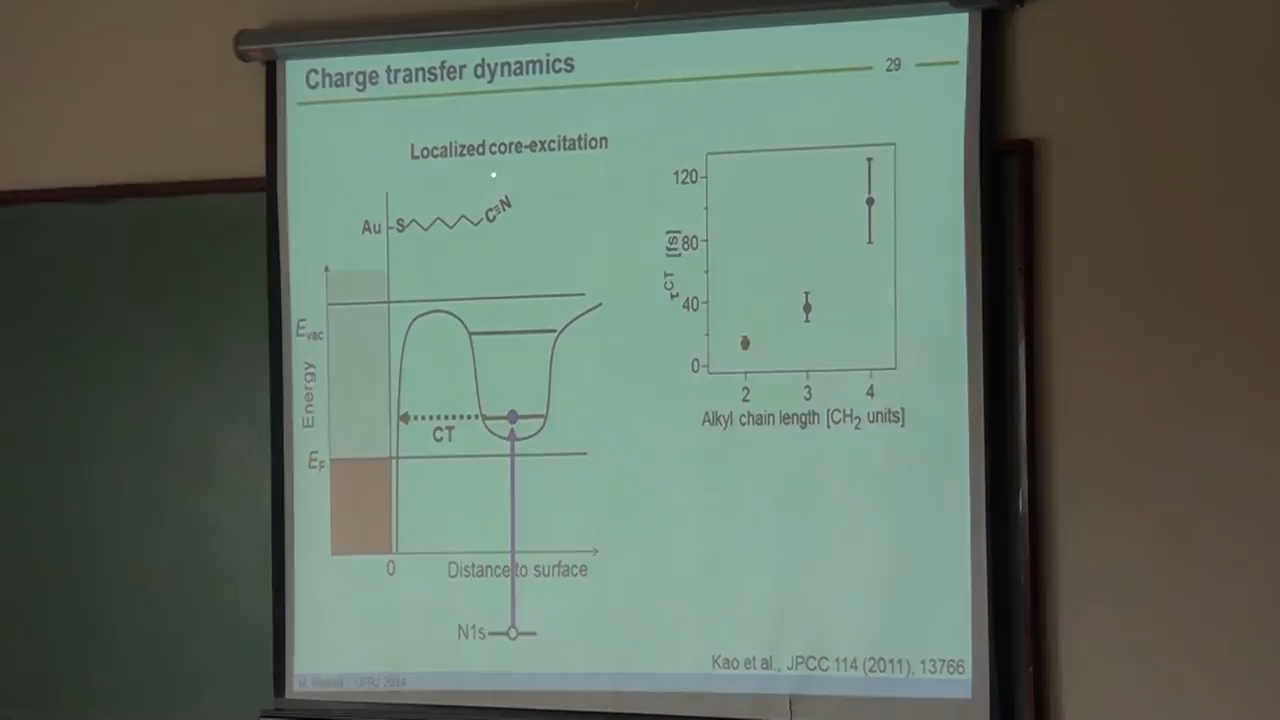 Charge transfer dynamics
29
Localized core-excitation
Au -S C≡N
Evac
Energy
CT
EF
0
Distance to surface
N1s
120
80
40
0
τCT [fs]
2 3 4
Alkyl chain length [CH2 units]
Kao et al., JPCC 114 (2011), 13766
UFRJ 2014